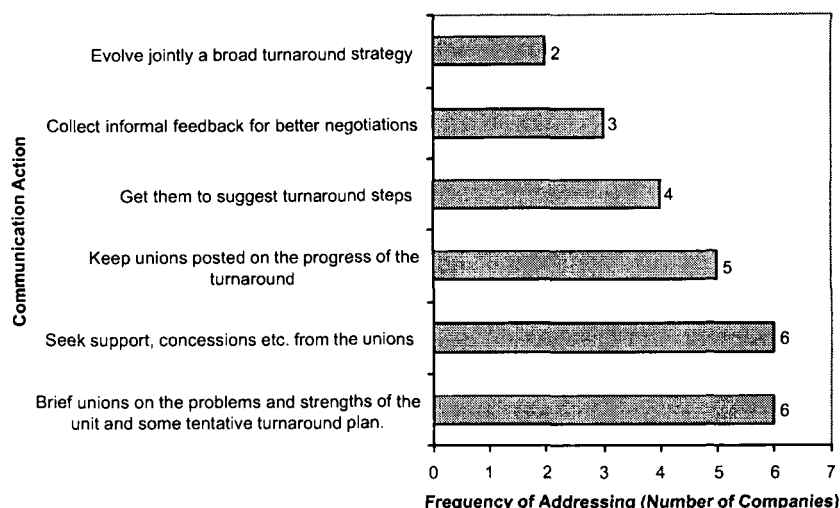 Communication Action
Evolve jointly a broad turnaround strategy
2
Collect informal feedback for better negotiations
3
Get them to suggest turnaround steps
4
Keep unions posted on the progress of the
turnaround
5
Seek support, concessions etc. from the unions
6
Brief unions on the problems and strengths of the
unit and some tentative turnaround plan.
6
0 1 2 3 4 5 6 7
Frequency of Addressing (Number of Companies)